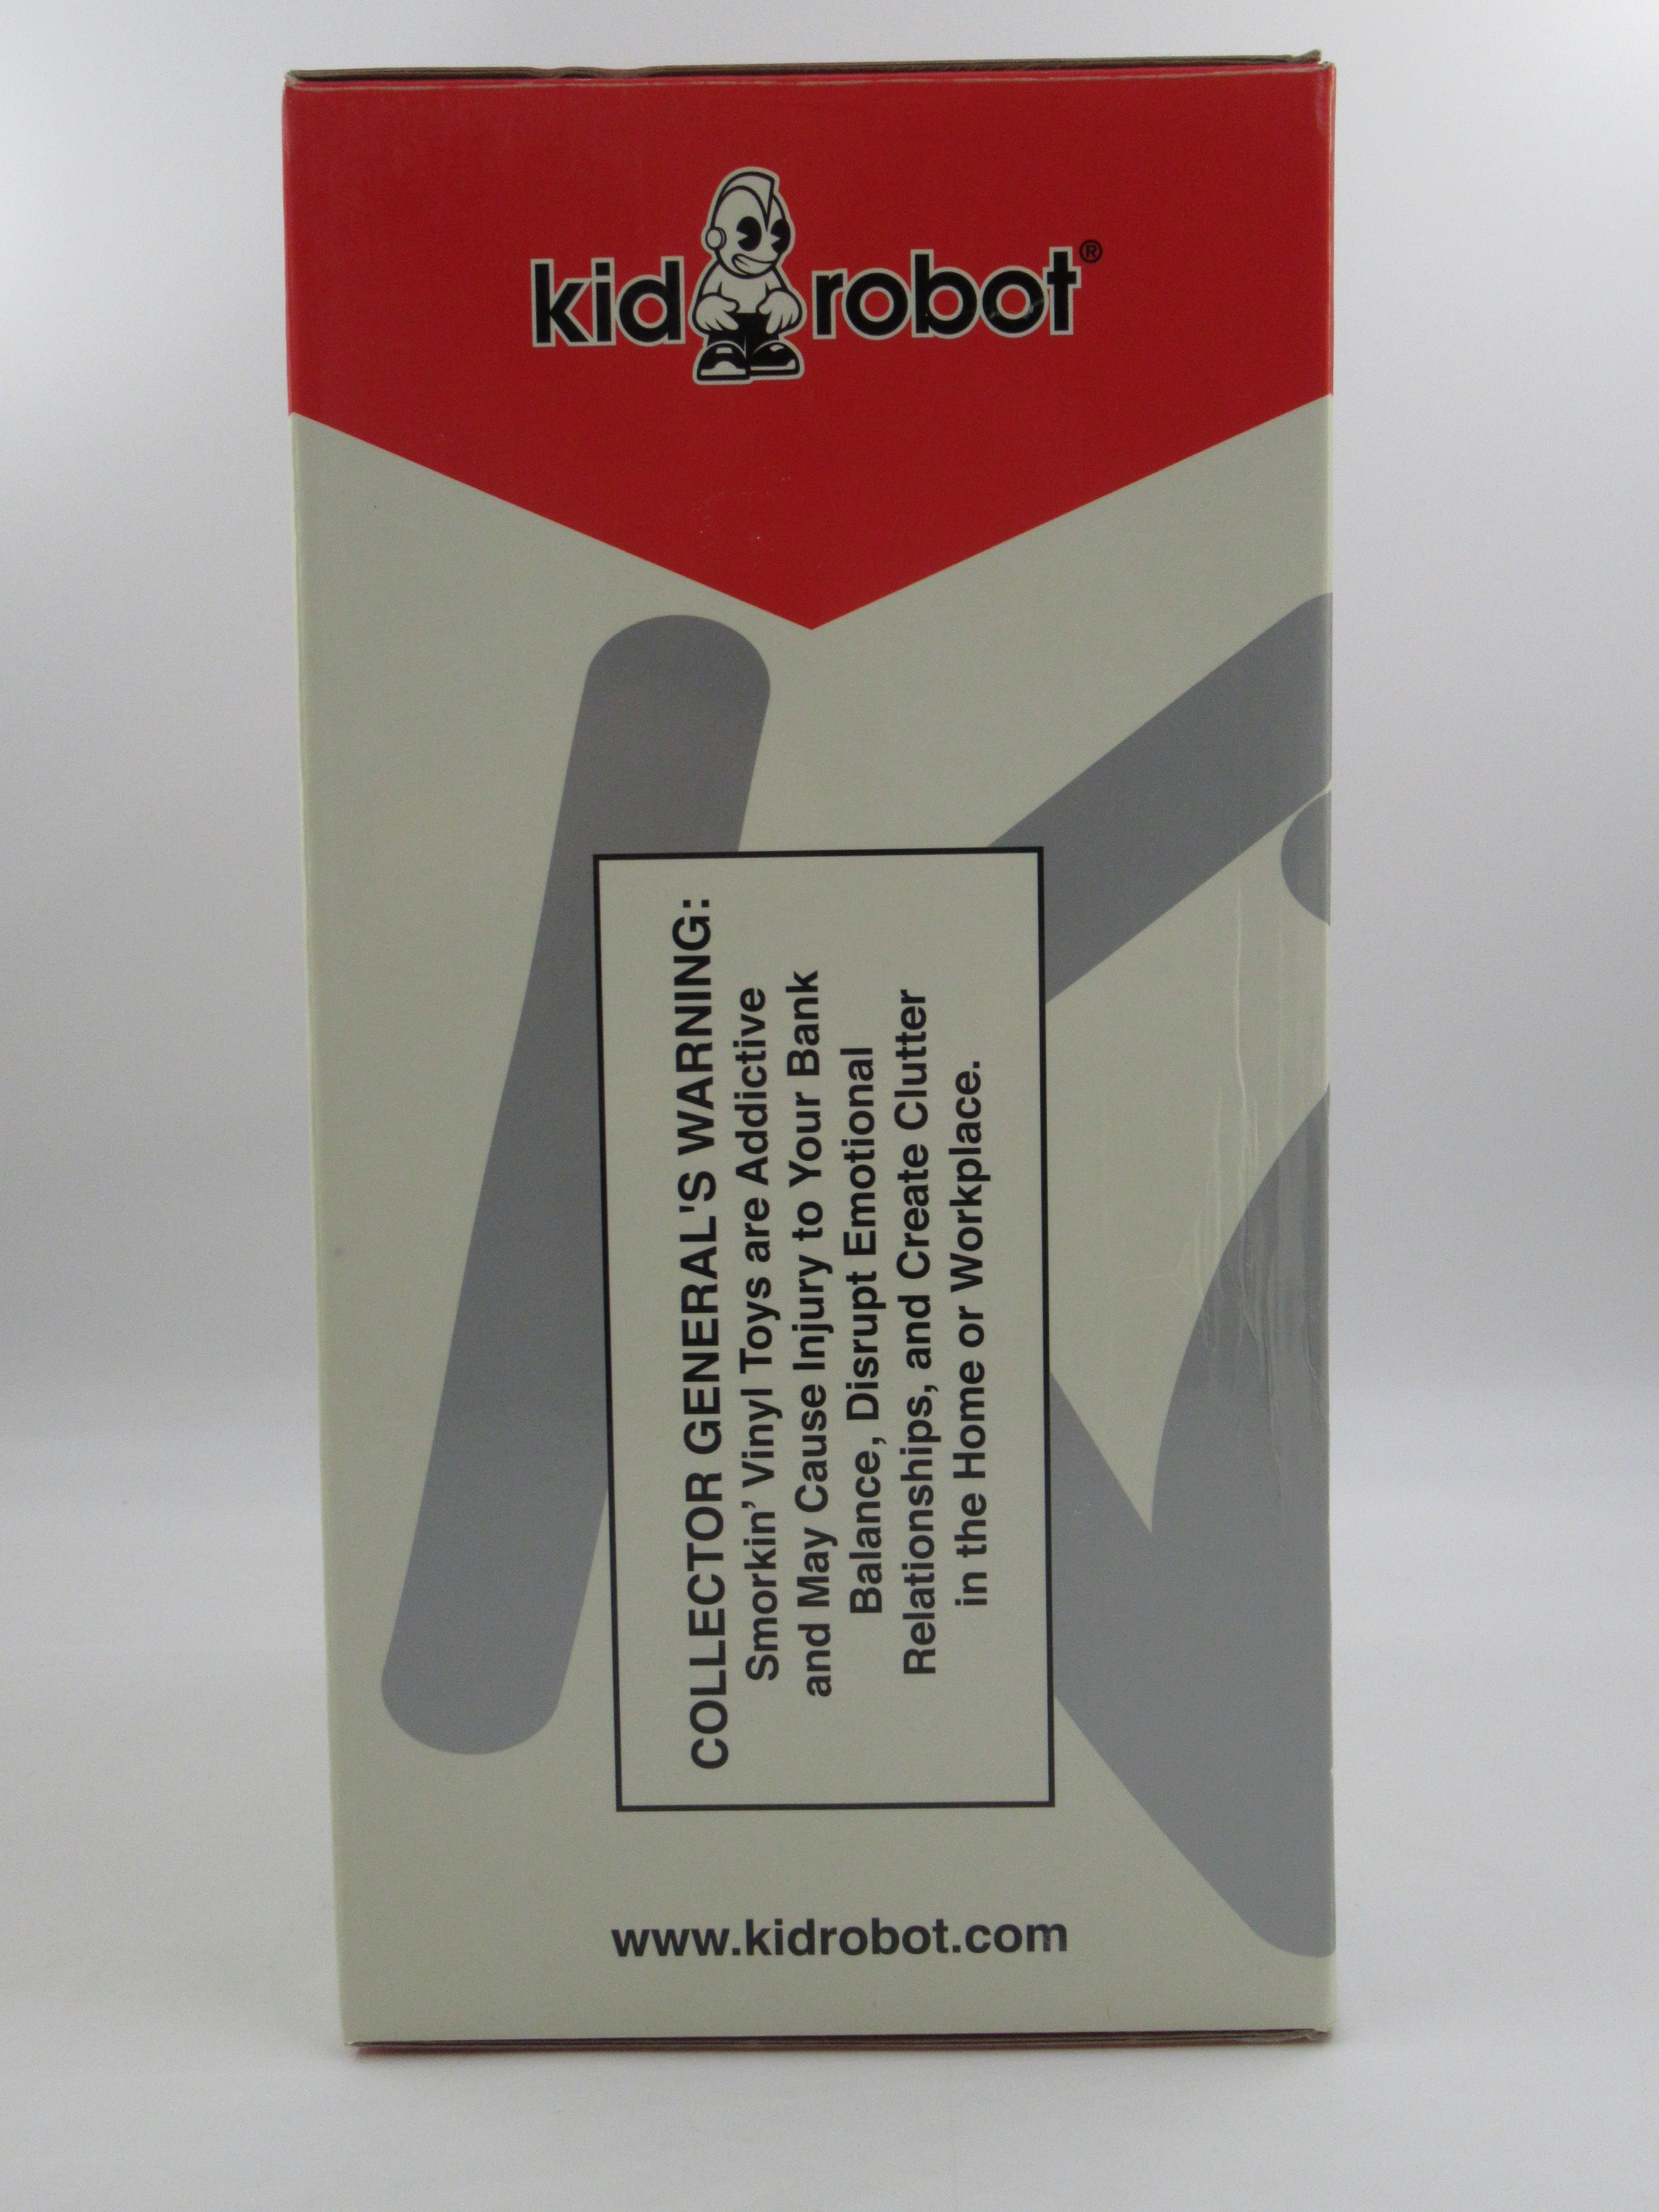 kid robot®
COLLECTOR GENERAL'S WARNING:
Smorkin' Vinyl Toys are Addictive
and May Cause Injury to Your Bank
Balance, Disrupt Emotional
Relationships, and Create Clutter
in the Home or Workplace.
www.kidrobot.com